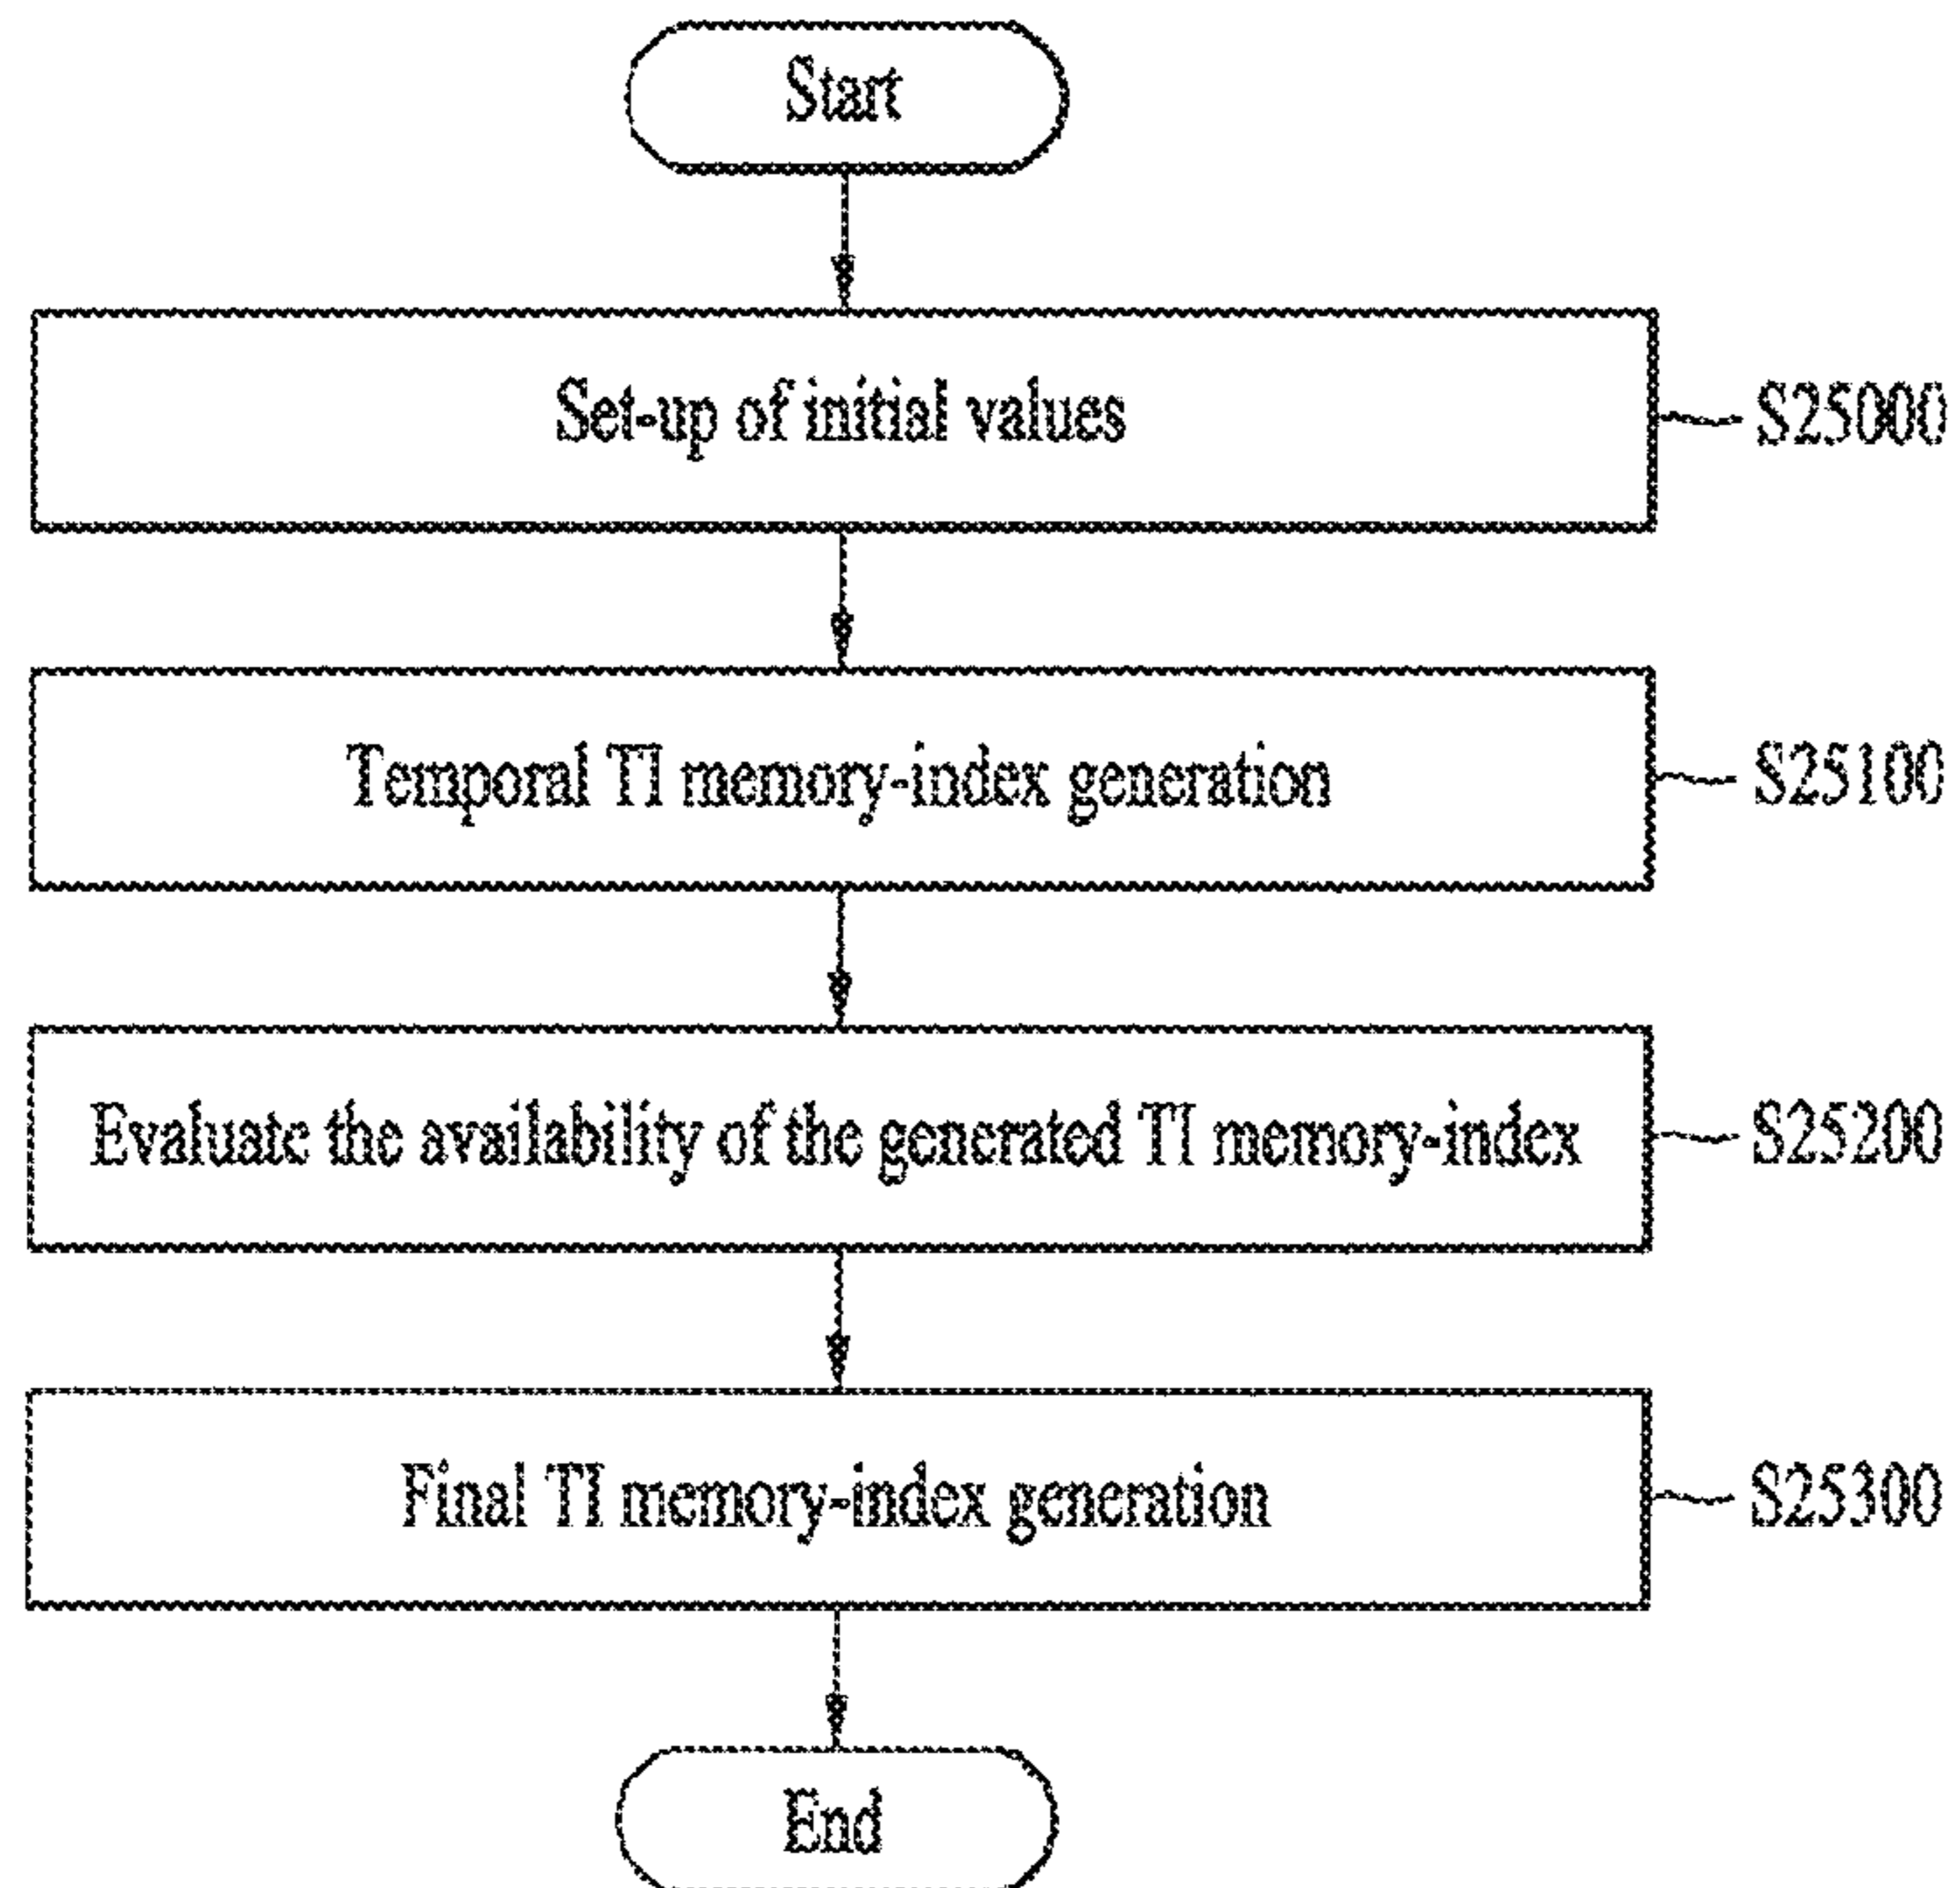 Start
Set-up of initial values
S25000
Temporal TI memory-index generation
S25100
Evaluate the availability of the generated TI memory-index
S25200
Final TI memory-index generation
S25300
End